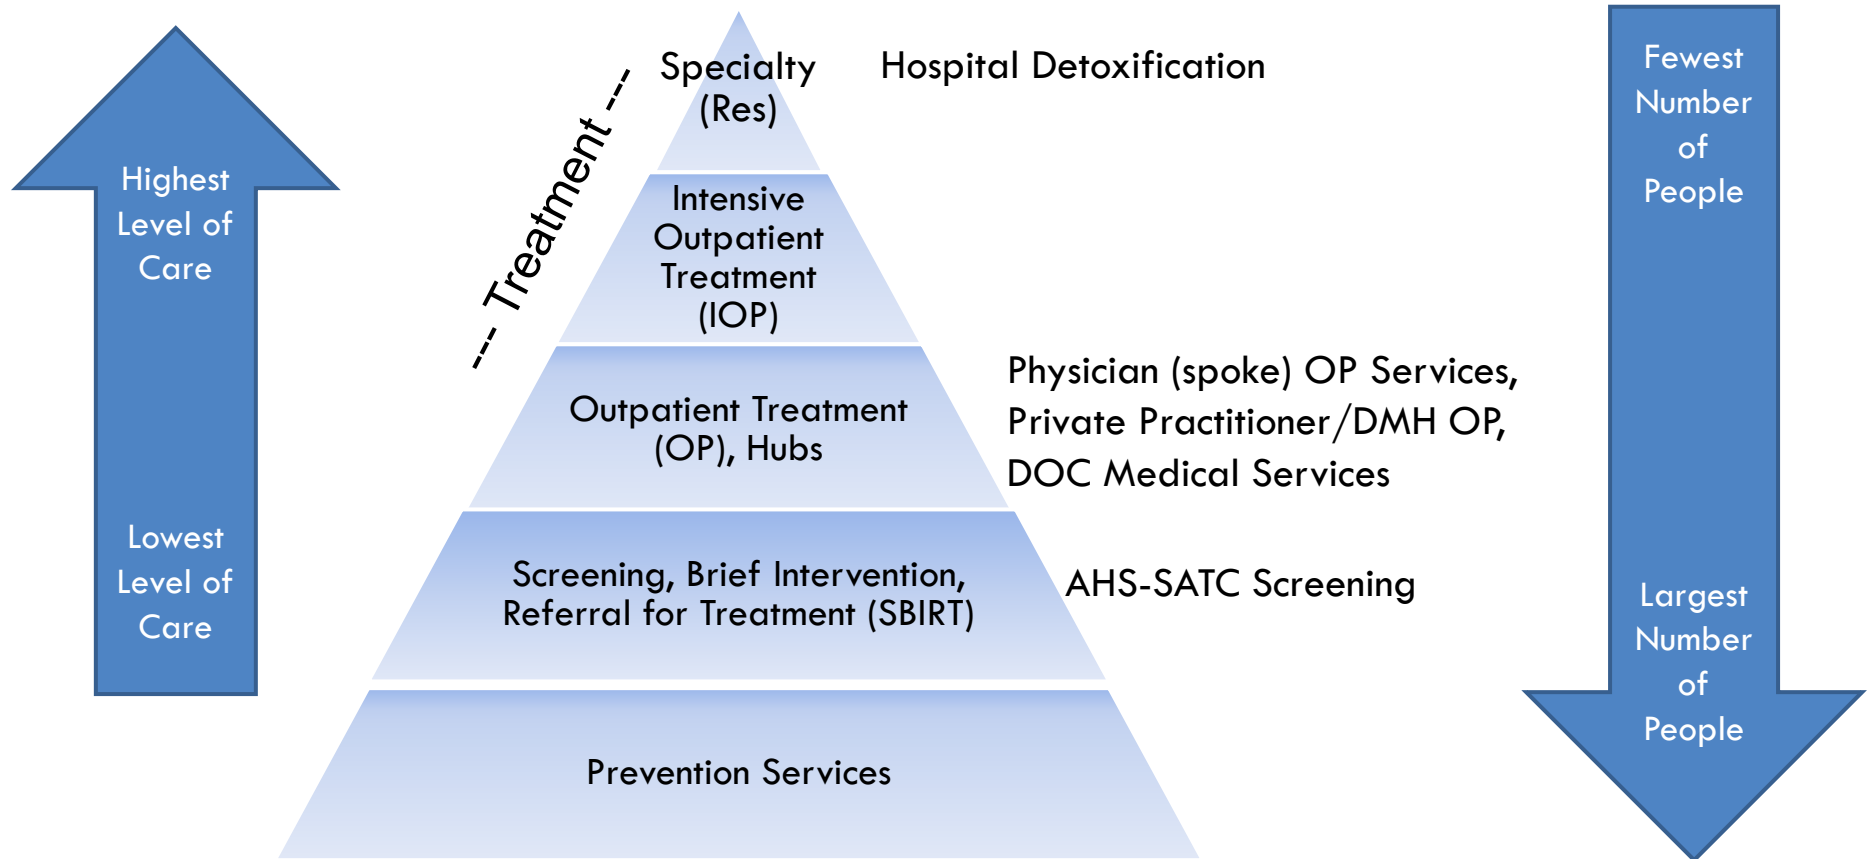 Highest
Level of
Care
Lowest
Level of
Care
--- Treatment ---
Specialty
(Res)
Hospital Detoxification
Intensive
Outpatient
Treatment
(IOP)
Outpatient Treatment
(OP), Hubs
Physician (spoke) OP Services,
Private Practitioner/DMH OP,
DOC Medical Services
Screening, Brief Intervention,
Referral for Treatment (SBIRT)
AHS-SATC Screening
Prevention Services
Fewest
Number
of
People
Largest
Number
of
People